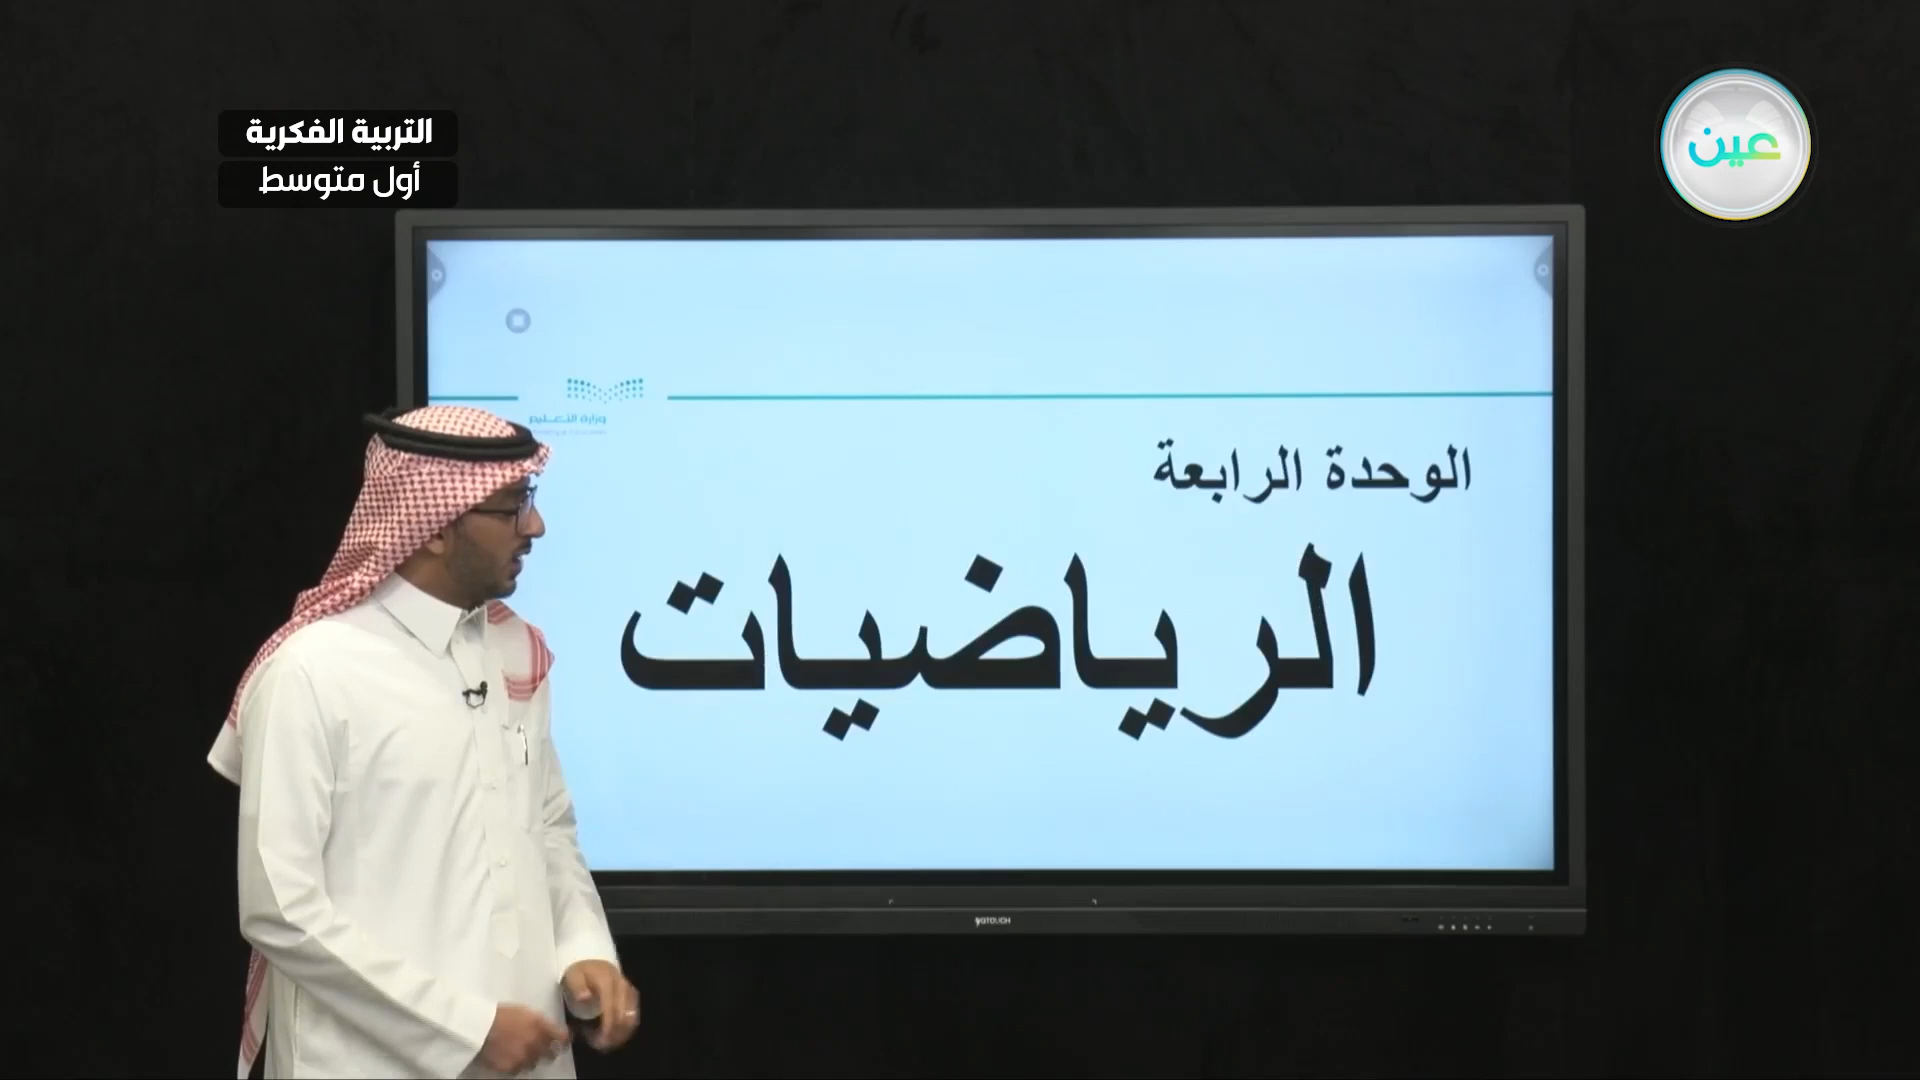 التربية الفكرية
أول متوسط
عين
وزارة التعليم
الوحدة الرابعة
الرياضيات